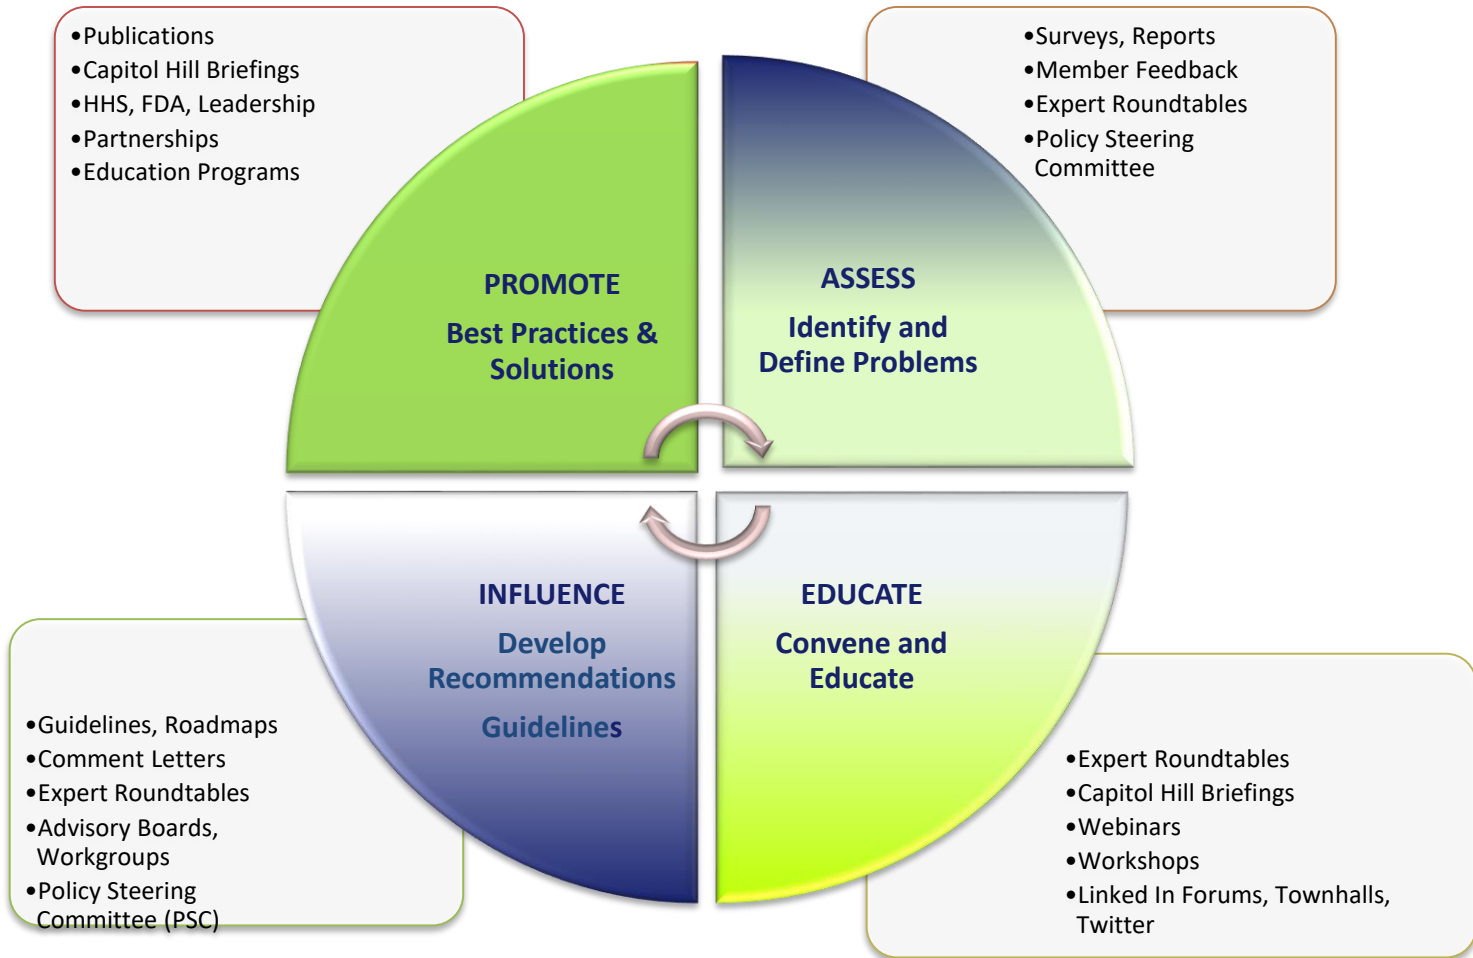 •Publications
•Capitol Hill Briefings
•HHS, FDA, Leadership
•Partnerships
•Education Programs
•Surveys, Reports
•Member Feedback
•Expert Roundtables
•Policy Steering
Committee
PROMOTE
Best Practices &
Solutions
ASSESS
Identify and
Define Problems
INFLUENCE
Develop
Recommendations
Guidelines
EDUCATE
Convene and
Educate
•Guidelines, Roadmaps
•Comment Letters
•Expert Roundtables
•Advisory Boards,
Workgroups
•Policy Steering
Committee (PSC)
•Expert Roundtables
•Capitol Hill Briefings
•Webinars
•Workshops
•Linked In Forums, Townhalls,
Twitter